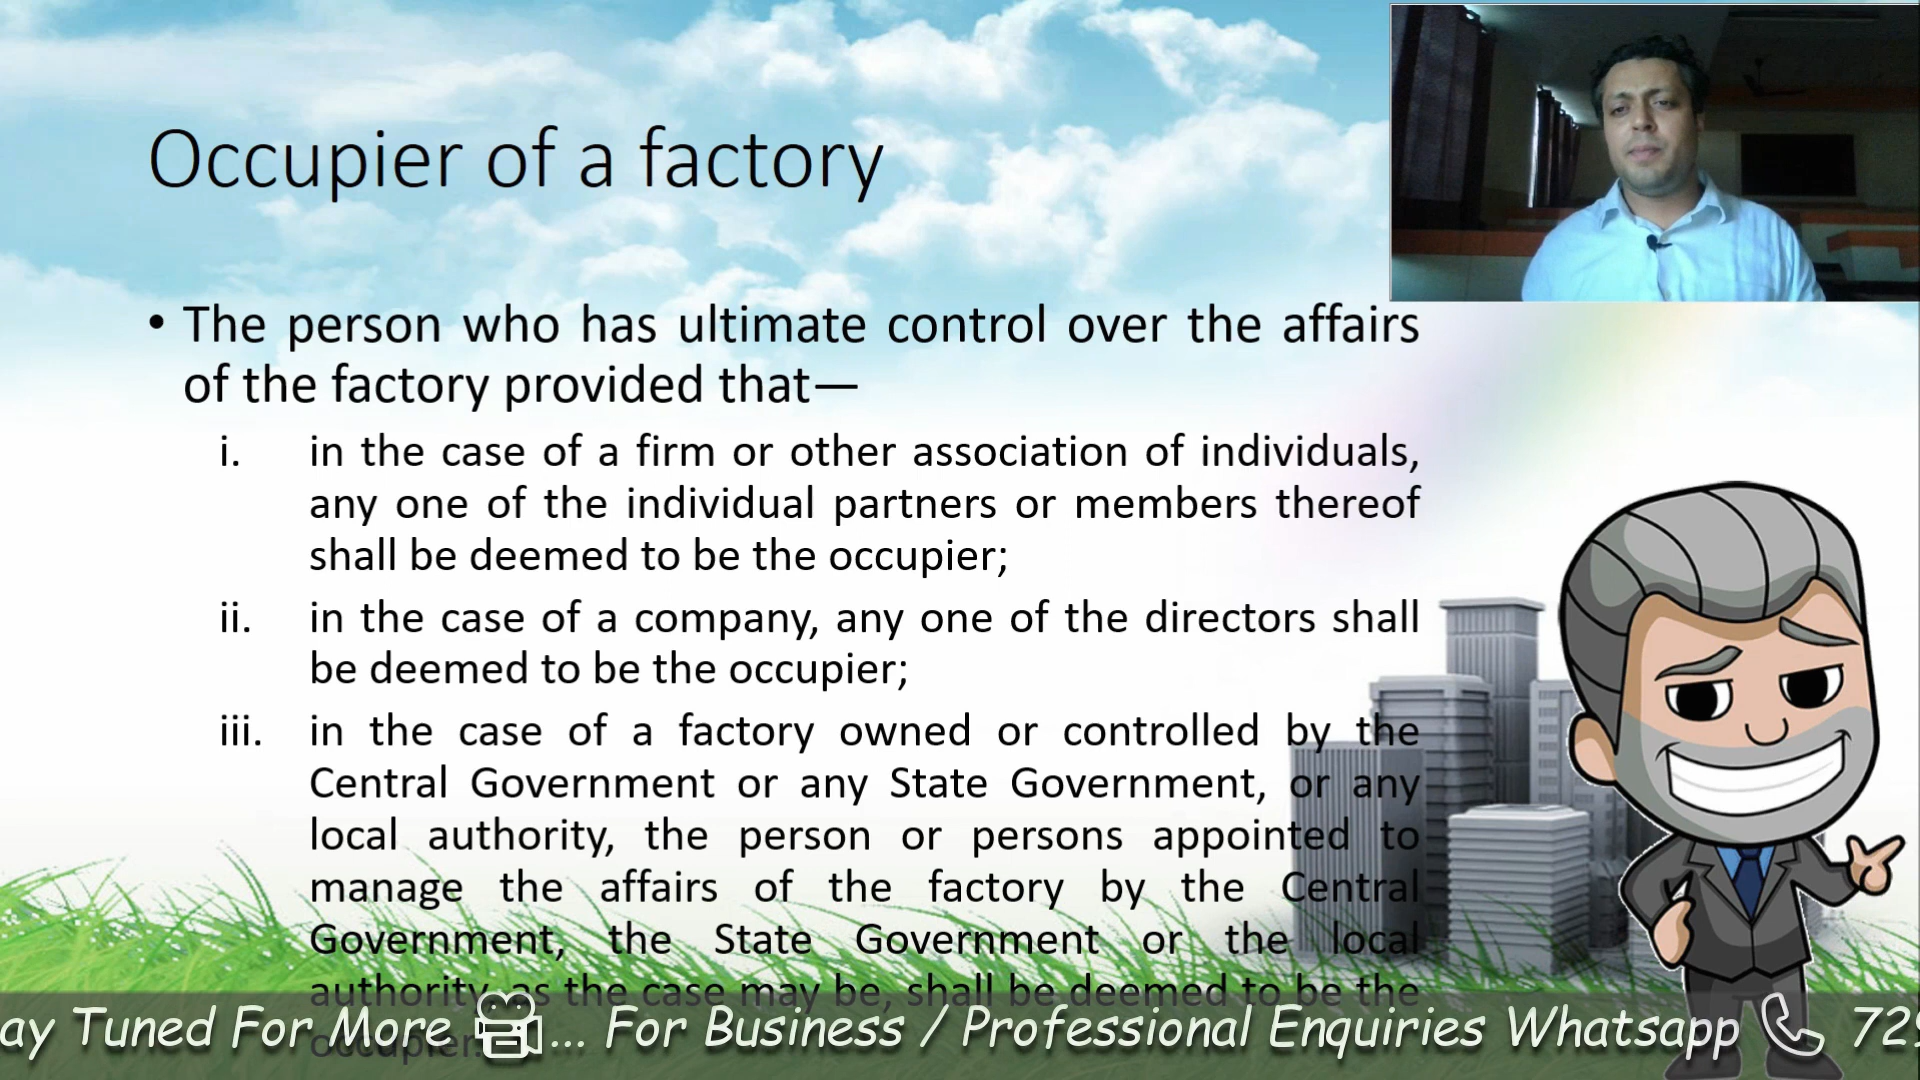 Occupier of a factory
• The person who has ultimate control over the affairs
of the factory provided that—
i. in the case of a firm or other association of individuals,
any one of the individual partners or members thereof
shall be deemed to be the occupier;
ii. in the case of a company, any one of the directors shall
be deemed to be the occupier;
iii. in the case of a factory owned or controlled by the
Central Government or any State Government, or any
local authority, the person or persons appointed to
manage the affairs of the factory by the Central
Government, the State Government or the local
authority, as the case may be, shall be deemed to be the
occupier.
ay Tuned For More ... For Business / Professional Enquiries Whatsapp 729